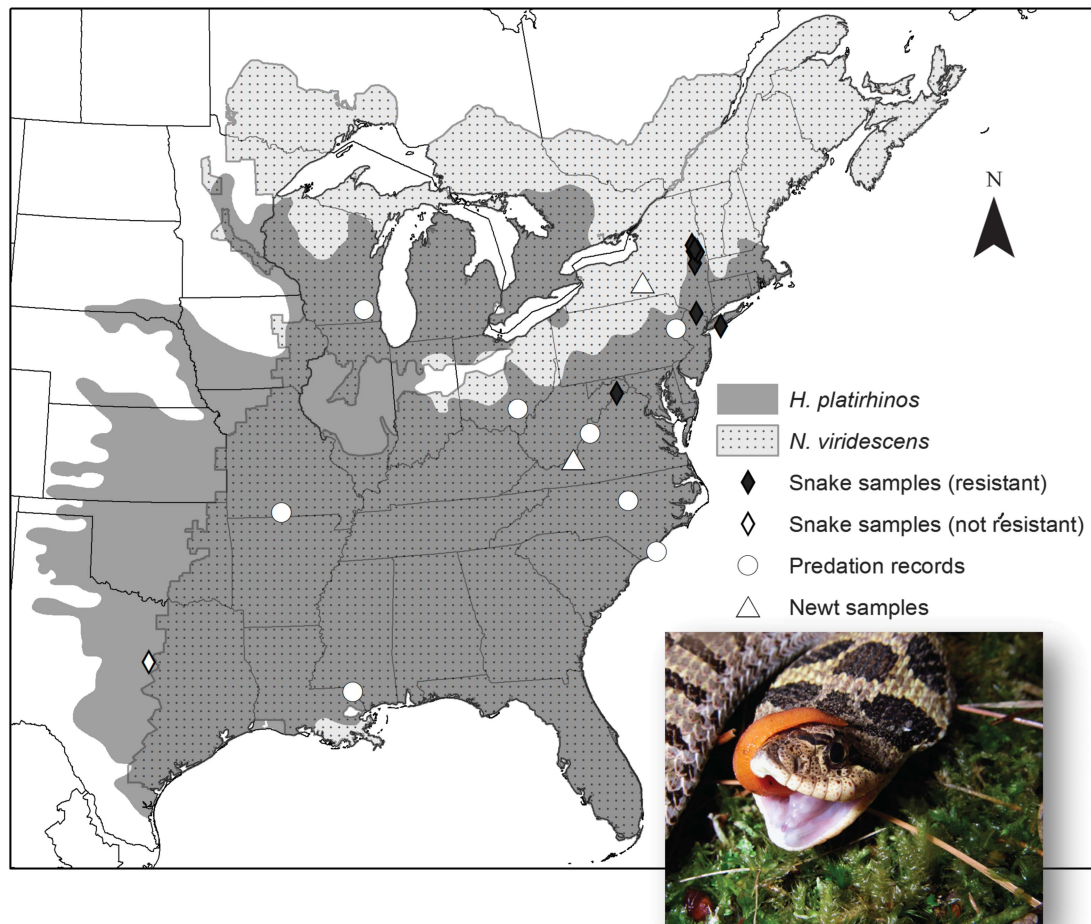 N
H. platirhinos
N. viridescens
Snake samples (resistant)
Snake samples (not resistant)
Predation records
Newt samples